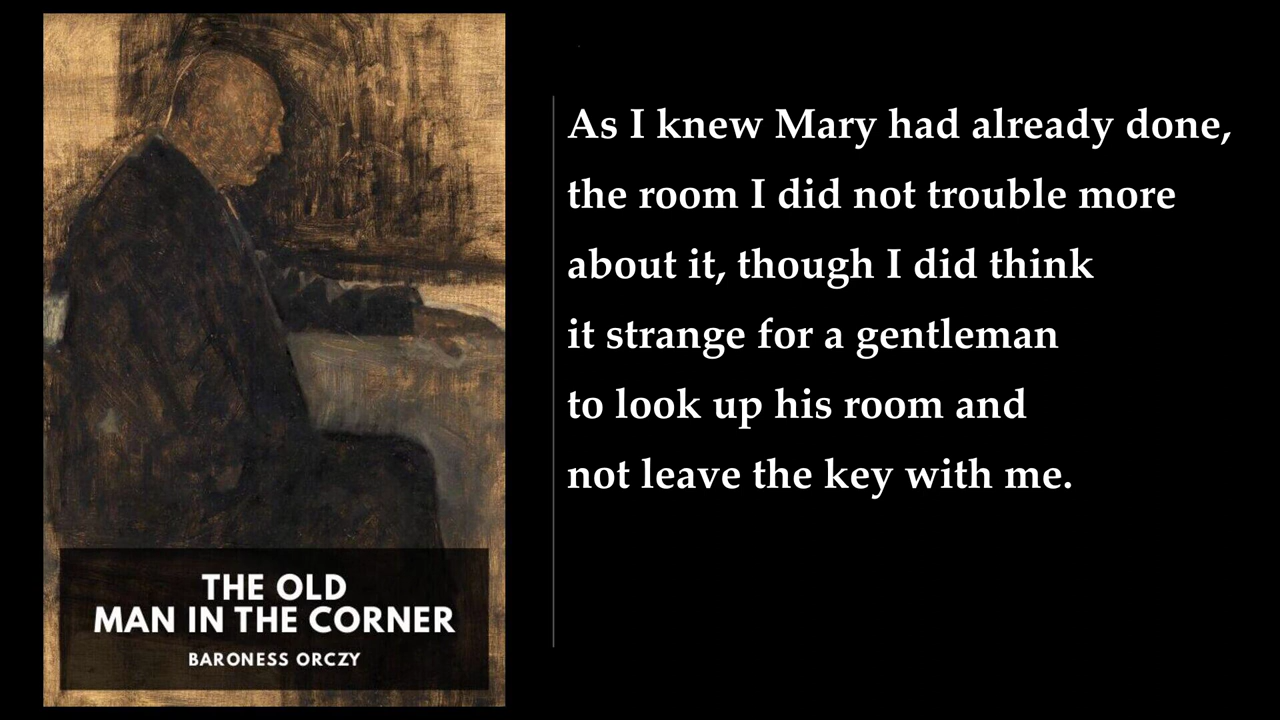 THE OLD
MAN IN THE CORNER
BARONESS ORCZY
As I knew Mary had already done,
the room I did not trouble more
about it, though I did think
it strange for a gentleman
to look up his room and
not leave the key with me.